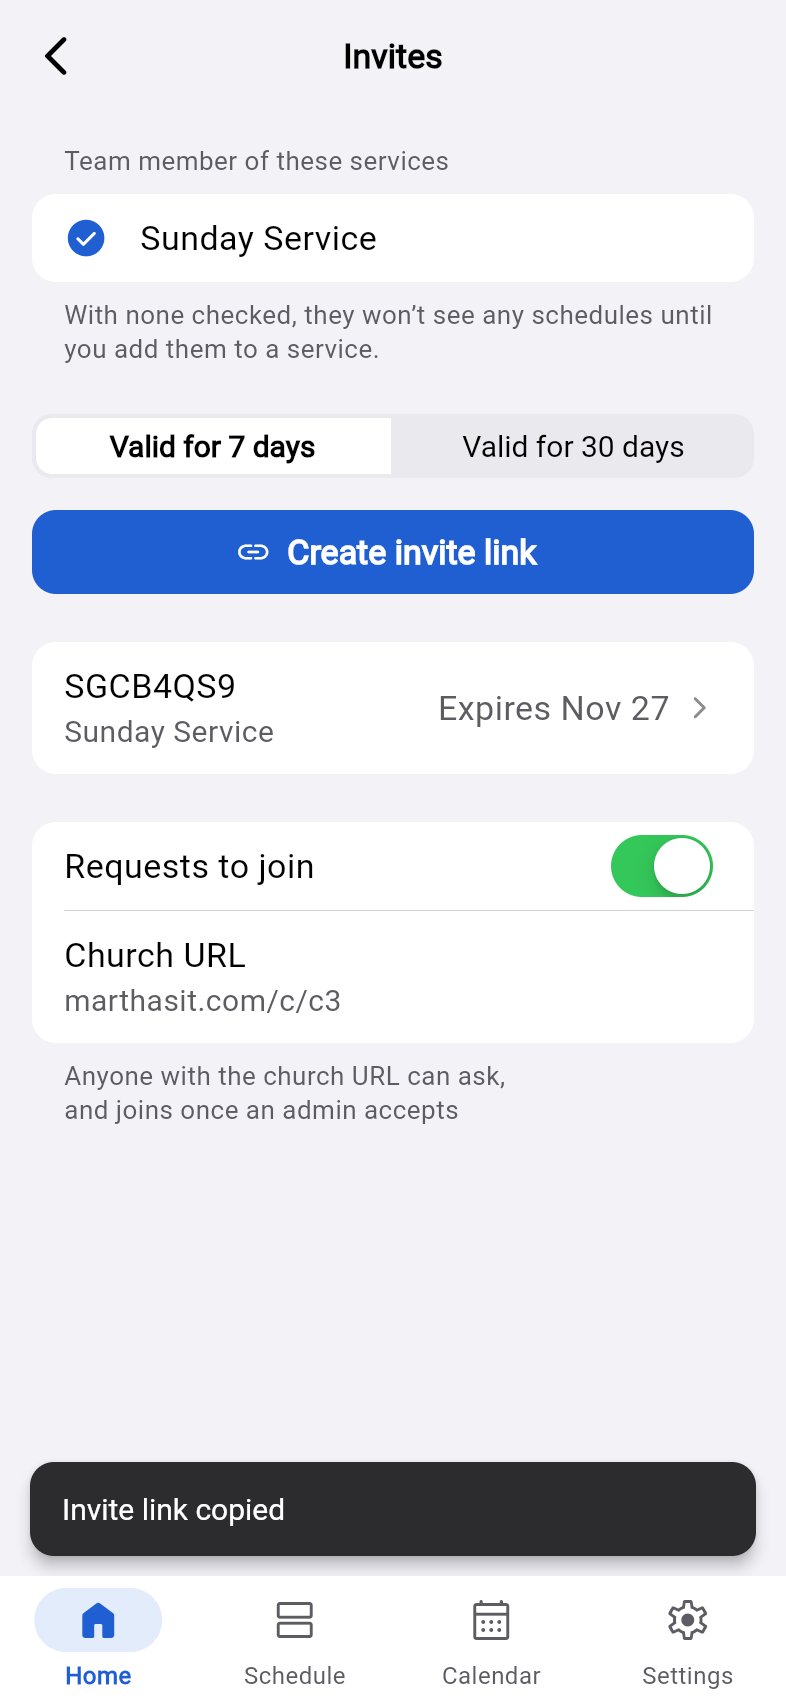 Invites
Team member of these services
Sunday Service
With none checked, they won’t see any schedules until
you add them to a service.
Valid for 7 days
Valid for 30 days
Create invite link
SGCB4QS9
Sunday Service
Expires Nov 27
Requests to join
Church URL
marthasit.com/c/c3
Anyone with the church URL can ask,
and joins once an admin accepts
Invite link copied
Home
Schedule
Calendar
Settings